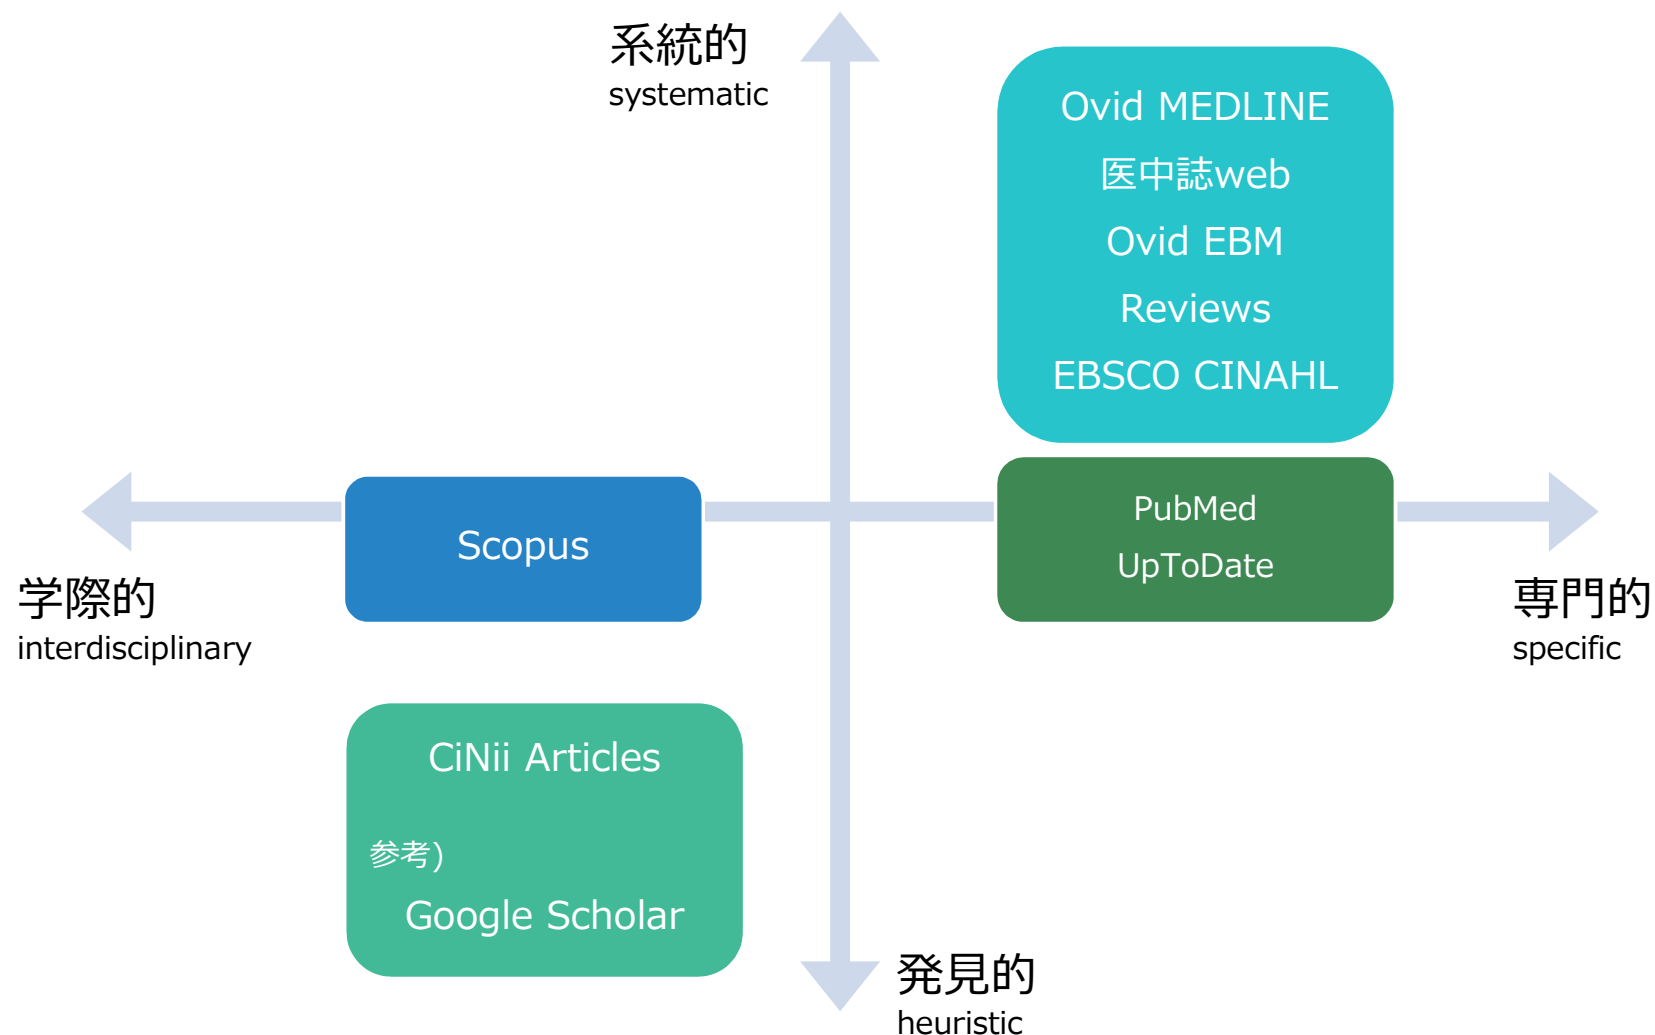 系統的
systematic
Ovid MEDLINE
医中誌web
Ovid EBM
Reviews
EBSCO CINAHL
Scopus
PubMed
UpToDate
学際的
interdisciplinary
専門的
specific
CiNii Articles
参考)
Google Scholar
発見的
heuristic